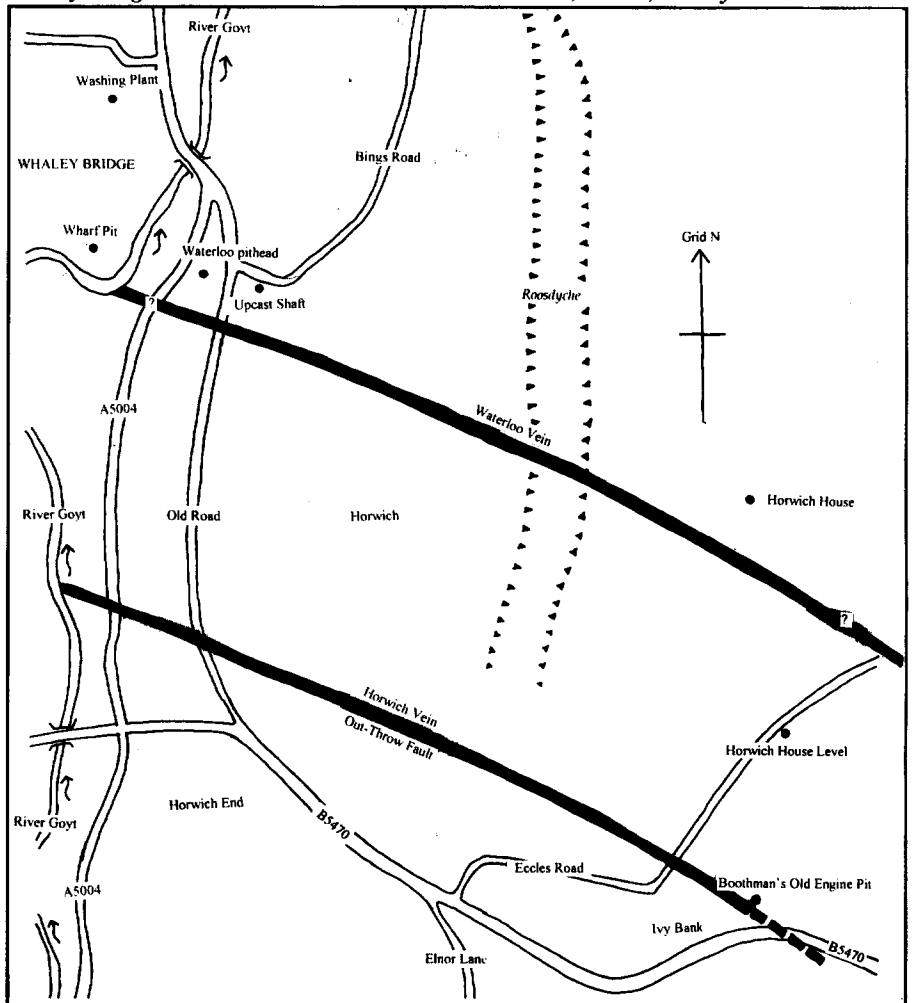 River Goyt
Washing Plant
WHALEY BRIDGE
Bings Road
Wharf Pit
Waterloo pithead
Grid N
Upcast Shaft
Roosdyche
?
A5004
Waterloo Vein
River Goyt
Old Road
Horwich
Horwich House
?
Horwich Vein
Out-Throw Fault
Horwich House Level
Horwich End
River Goyt
B5470
Eccles Road
A5004
Boothman's Old Engine Pit
Ivy Bank
B5470
Elnor Lane